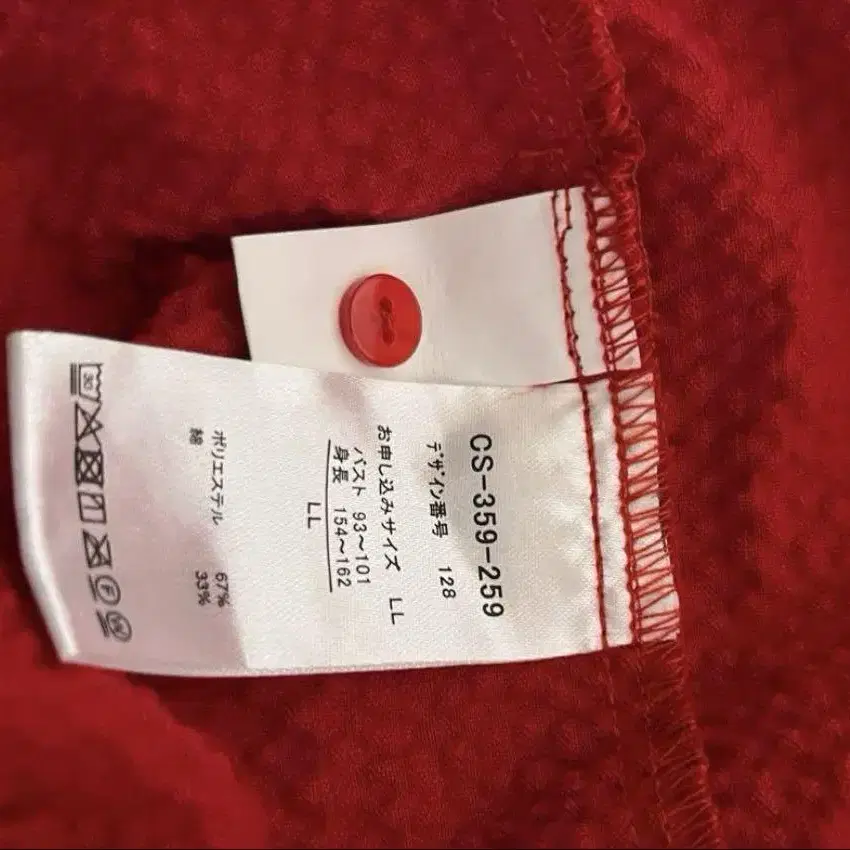 CS-359-259
デザイン番号 128
お申し込みサイズ LL
バスト 93~101
身長 154~162
LL
ポリエステル 67%
綿 33%
30
F
W